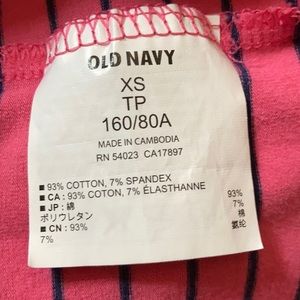 OLD NAVY
XS
TP
160/80A
MADE IN CAMBODIA
RN 54023 CA17897
■ 93% COTTON, 7% SPANDEX
■ CA : 93% COTON, 7% ÉLASTHANNE
■ JP : 綿 93%
ポリウレタン 7%
■ CN : 93% 棉
7% 氨纶